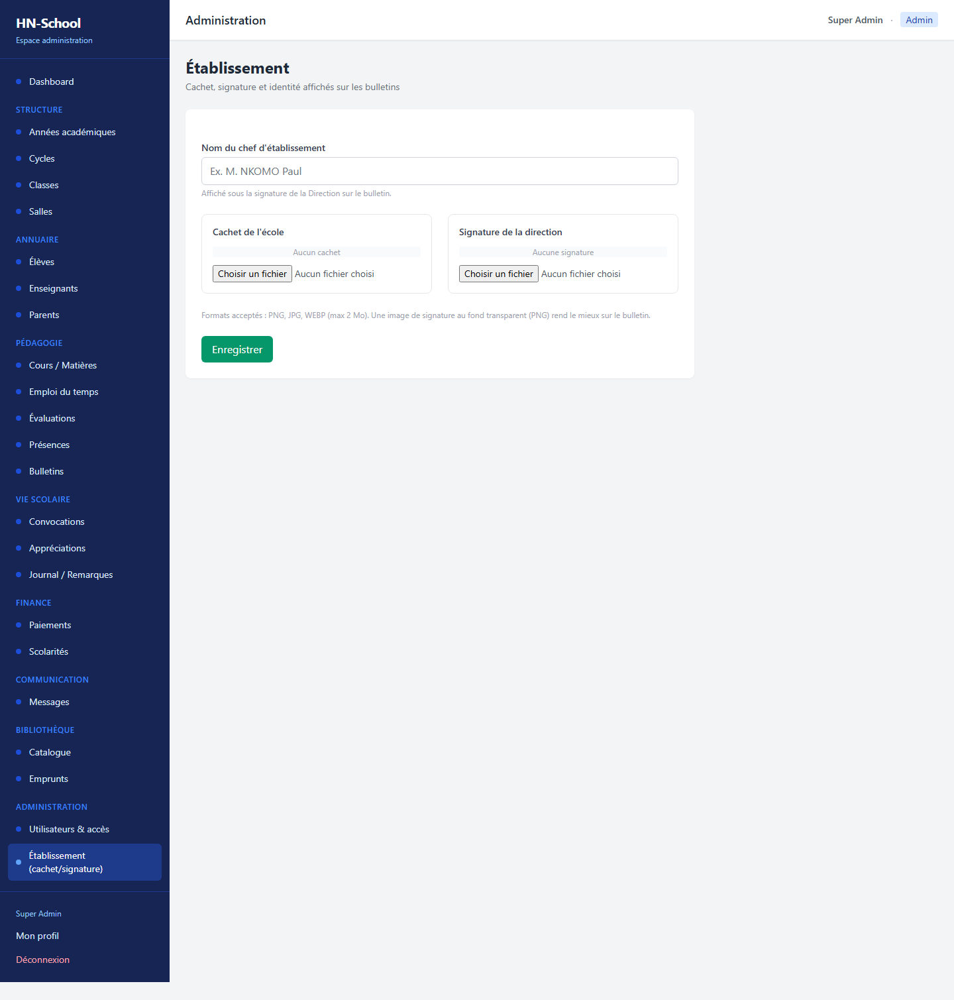 HN-School
Espace administration
Dashboard
STRUCTURE
Années académiques
Cycles
Classes
Salles
ANNUAIRE
Élèves
Enseignants
Parents
PÉDAGOGIE
Cours / Matières
Emploi du temps
Évaluations
Présences
Bulletins
VIE SCOLAIRE
Convocations
Appréciations
Journal / Remarques
FINANCE
Paiements
Scolarités
COMMUNICATION
Messages
BIBLIOTHÈQUE
Catalogue
Emprunts
ADMINISTRATION
Utilisateurs & accès
Établissement
(cachet/signature)
Super Admin
Mon profil
Déconnexion
Administration
Super Admin · Admin
Établissement
Cachet, signature et identité affichés sur les bulletins
Nom du chef d'établissement
Ex. M. NKOMO Paul
Affiché sous la signature de la Direction sur le bulletin.
Cachet de l'école
Aucun cachet
Choisir un fichier Aucun fichier choisi
Signature de la direction
Aucune signature
Choisir un fichier Aucun fichier choisi
Formats acceptés : PNG, JPG, WEBP (max 2 Mo). Une image de signature au fond transparent (PNG) rend le mieux sur le bulletin.
Enregistrer